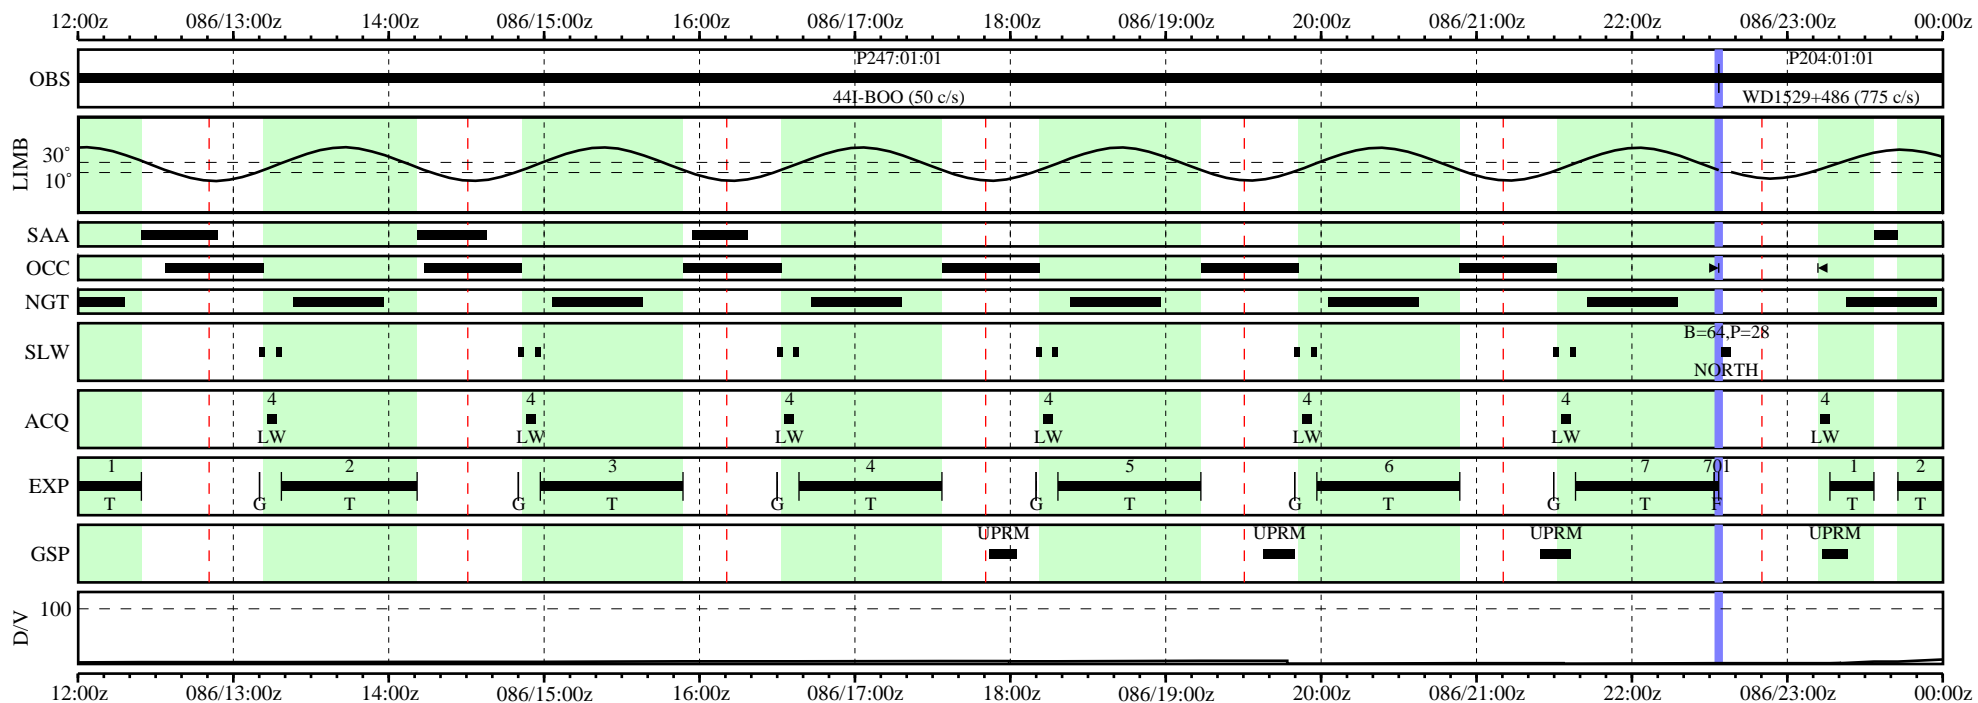 12:00z 086/13:00z 14:00z 086/15:00z 16:00z 086/17:00z 18:00z 086/19:00z 20:00z 086/21:00z 22:00z 086/23:00z 00:00z
P247:01:01 P204:01:01
OBS
44I-BOO (50 c/s) WD1529+486 (775 c/s)
LIMB
30°
10°
SAA
OCC
NGT
B=64,P=28
SLW
NORTH
4 4 4 4 4 4 4
ACQ
LW LW LW LW LW LW LW
1 2 3 4 5 6 7 701 1 2
EXP
T G T G T G T G T G T G T F T T
UPRM UPRM UPRM UPRM
GSP
100
D/V
12:00z 086/13:00z 14:00z 086/15:00z 16:00z 086/17:00z 18:00z 086/19:00z 20:00z 086/21:00z 22:00z 086/23:00z 00:00z